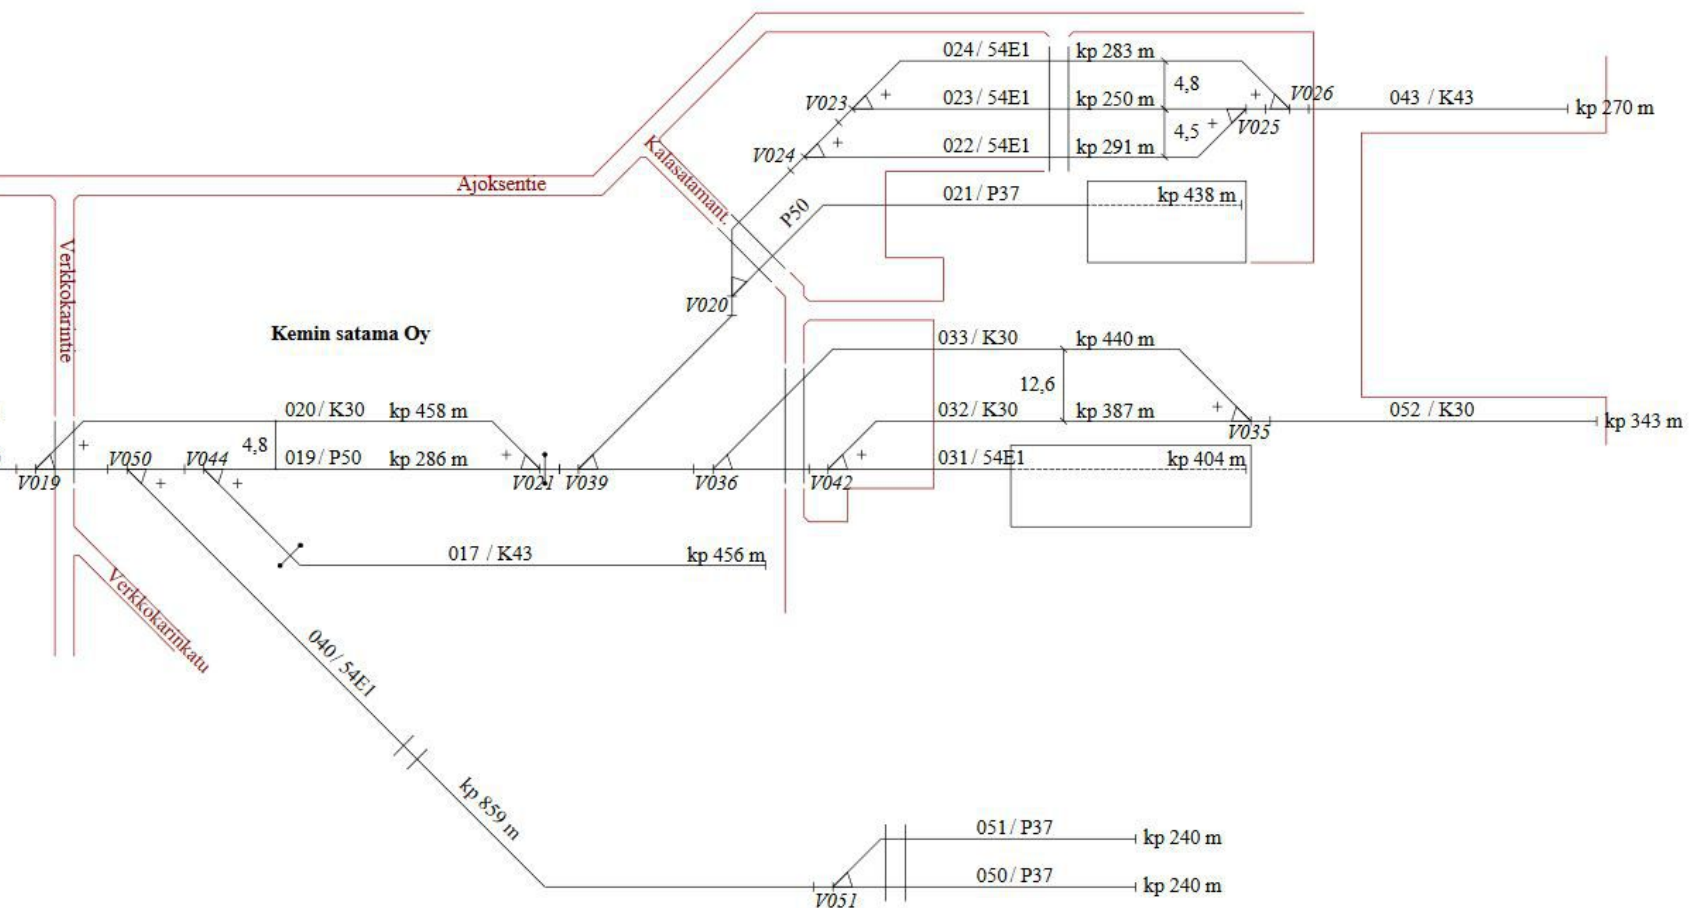 024 / 54E1 kp 283 m
4,8
V023 + 023 / 54E1 kp 250 m + V026 043 / K43 kp 270 m
4,5 + V025
V024 + 022 / 54E1 kp 291 m
Kalasatamant.
Ajoksentie
P50 021 / P37 kp 438 m
Verkkokarintie
V020
Kemin satama Oy
033 / K30 kp 440 m
12,6
020 / K30 kp 458 m
032 / K30 kp 387 m + 052 / K30 kp 343 m
V035
+ 4,8 + +
V050 V044 019 / P50 kp 286 m
031 / 54E1 kp 404 m
V019 + + V021 V039 V036 V042
017 / K43 kp 456 m
Verkkokarinkatu
040 / 54E1
kp 859 m
051 / P37 kp 240 m
050 / P37 kp 240 m
V051